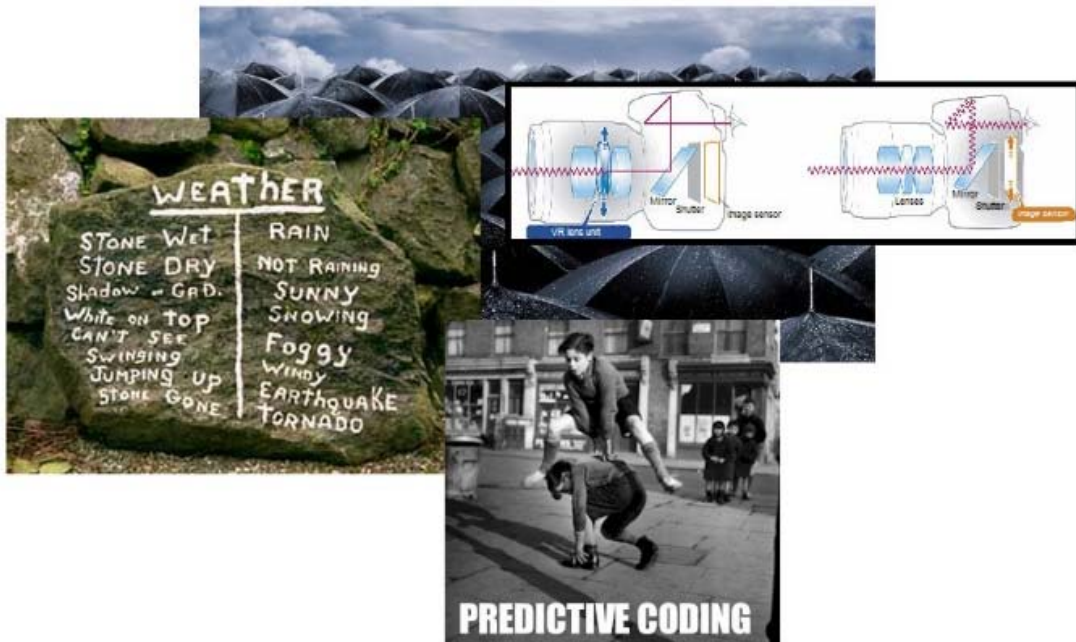 WEATHER
STONE WET RAIN
STONE DRY NOT RAINING
SHADOW on GRD. SUNNY
WHITE ON TOP SNOWING
CAN'T SEE FOGGY
SWINGING WINDY
JUMPING UP EARTHQUAKE
STONE GONE TORNADO
Mirror
Shutter
Image sensor
VR lens unit
Lenses
Mirror
Shutter
Image sensor
PREDICTIVE CODING